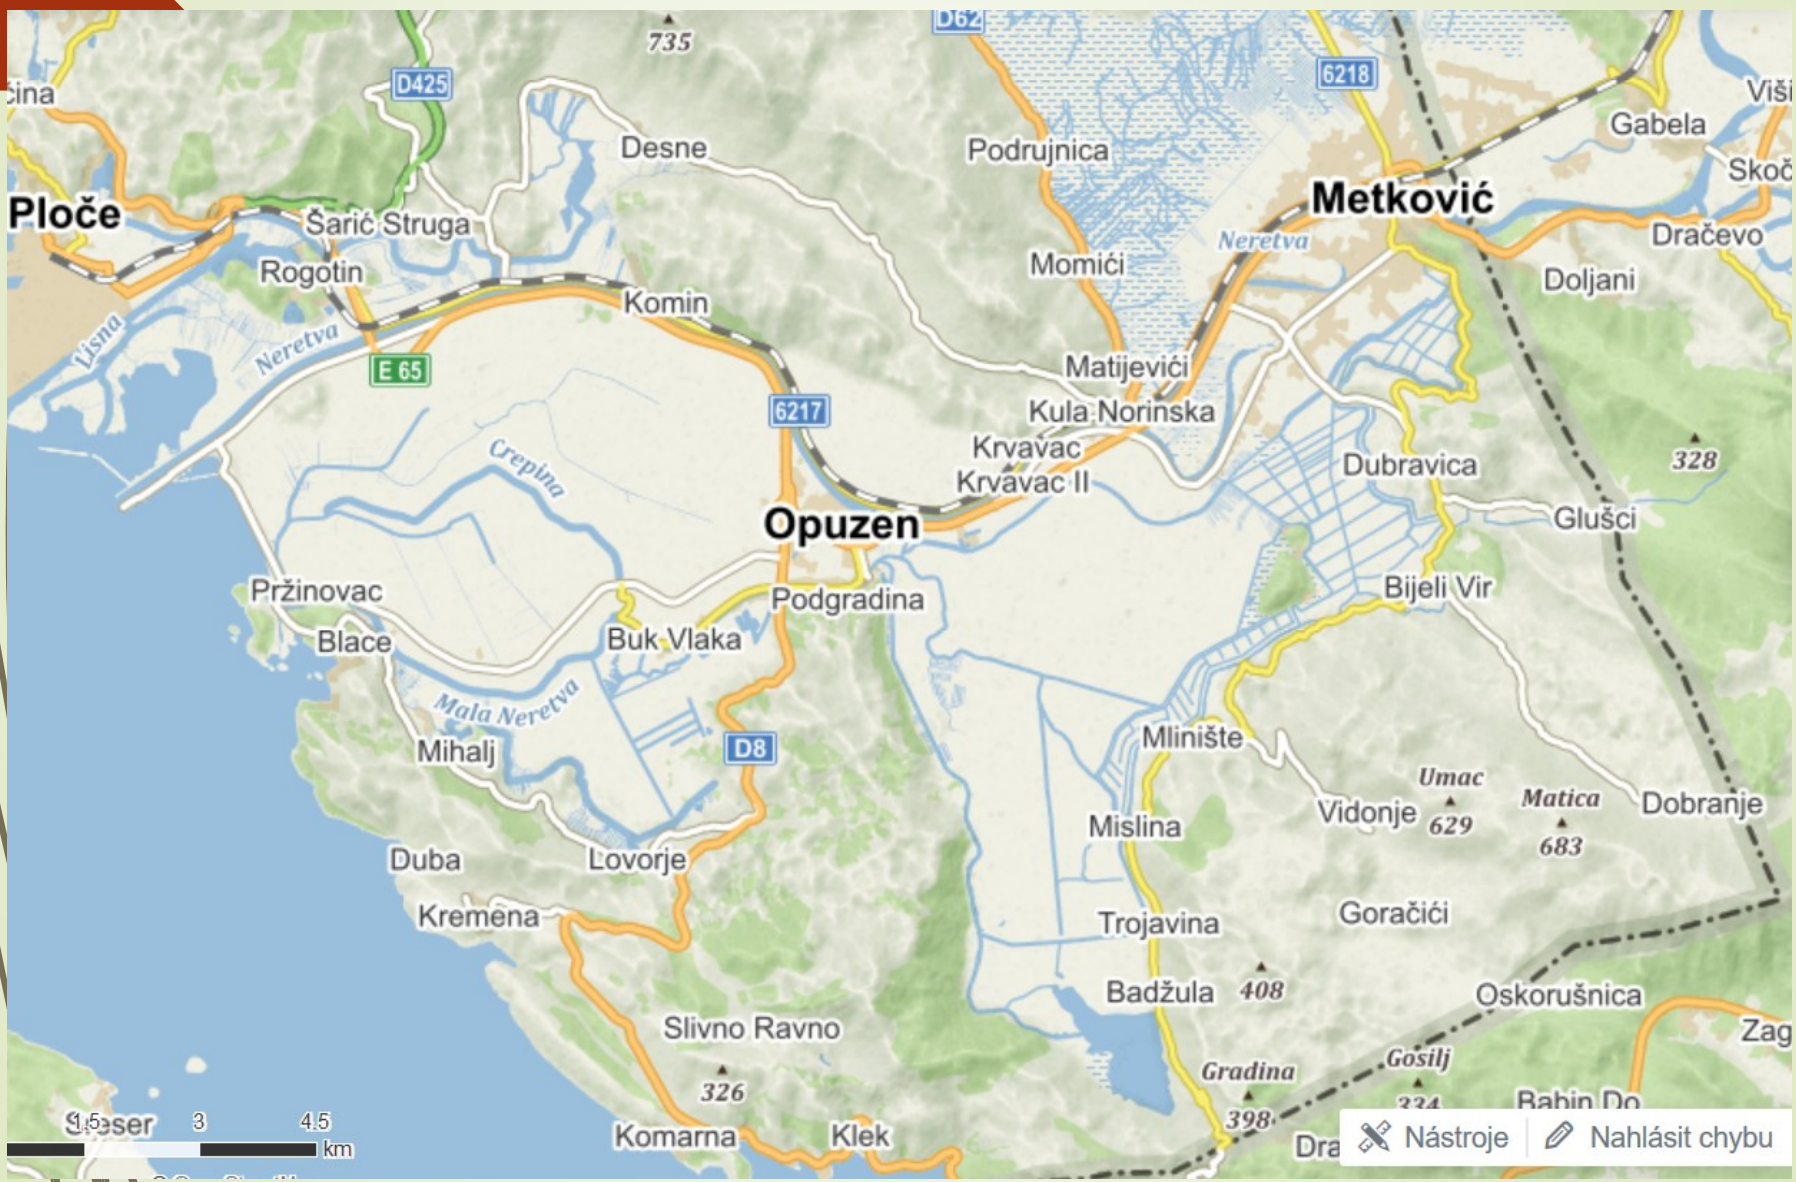 D62
735
6218
D425
Viši
Gabela
Desne
Podrujnica
Skoč
Metković
Ploče
Šarić Struga
Neretva
Dračevo
Rogotin
Momići
Doljani
Komin
Lisna
Neretva
E 65
Matijevići
6217
Kula Norinska
Krvavac
Crepina
Krvavac II
Dubravica
328
Opuzen
Glušci
Pržinovac
Podgradina
Bijeli Vir
Blace
Buk Vlaka
Mala Neretva
Mihalj
D8
Mlinište
Umac
629
Matica
683
Vidonje
Dobranje
Mislina
Duba
Lovorje
Kremena
Trojavina
Goračići
Badžula
408
Oskorušnica
Slivno Ravno
Zag
326
Gradina
398
Gosilj
334
Babin Do
1.5 3 4.5
km
Komarna
Klek
Dra
Nástroje
Nahlásit chybu